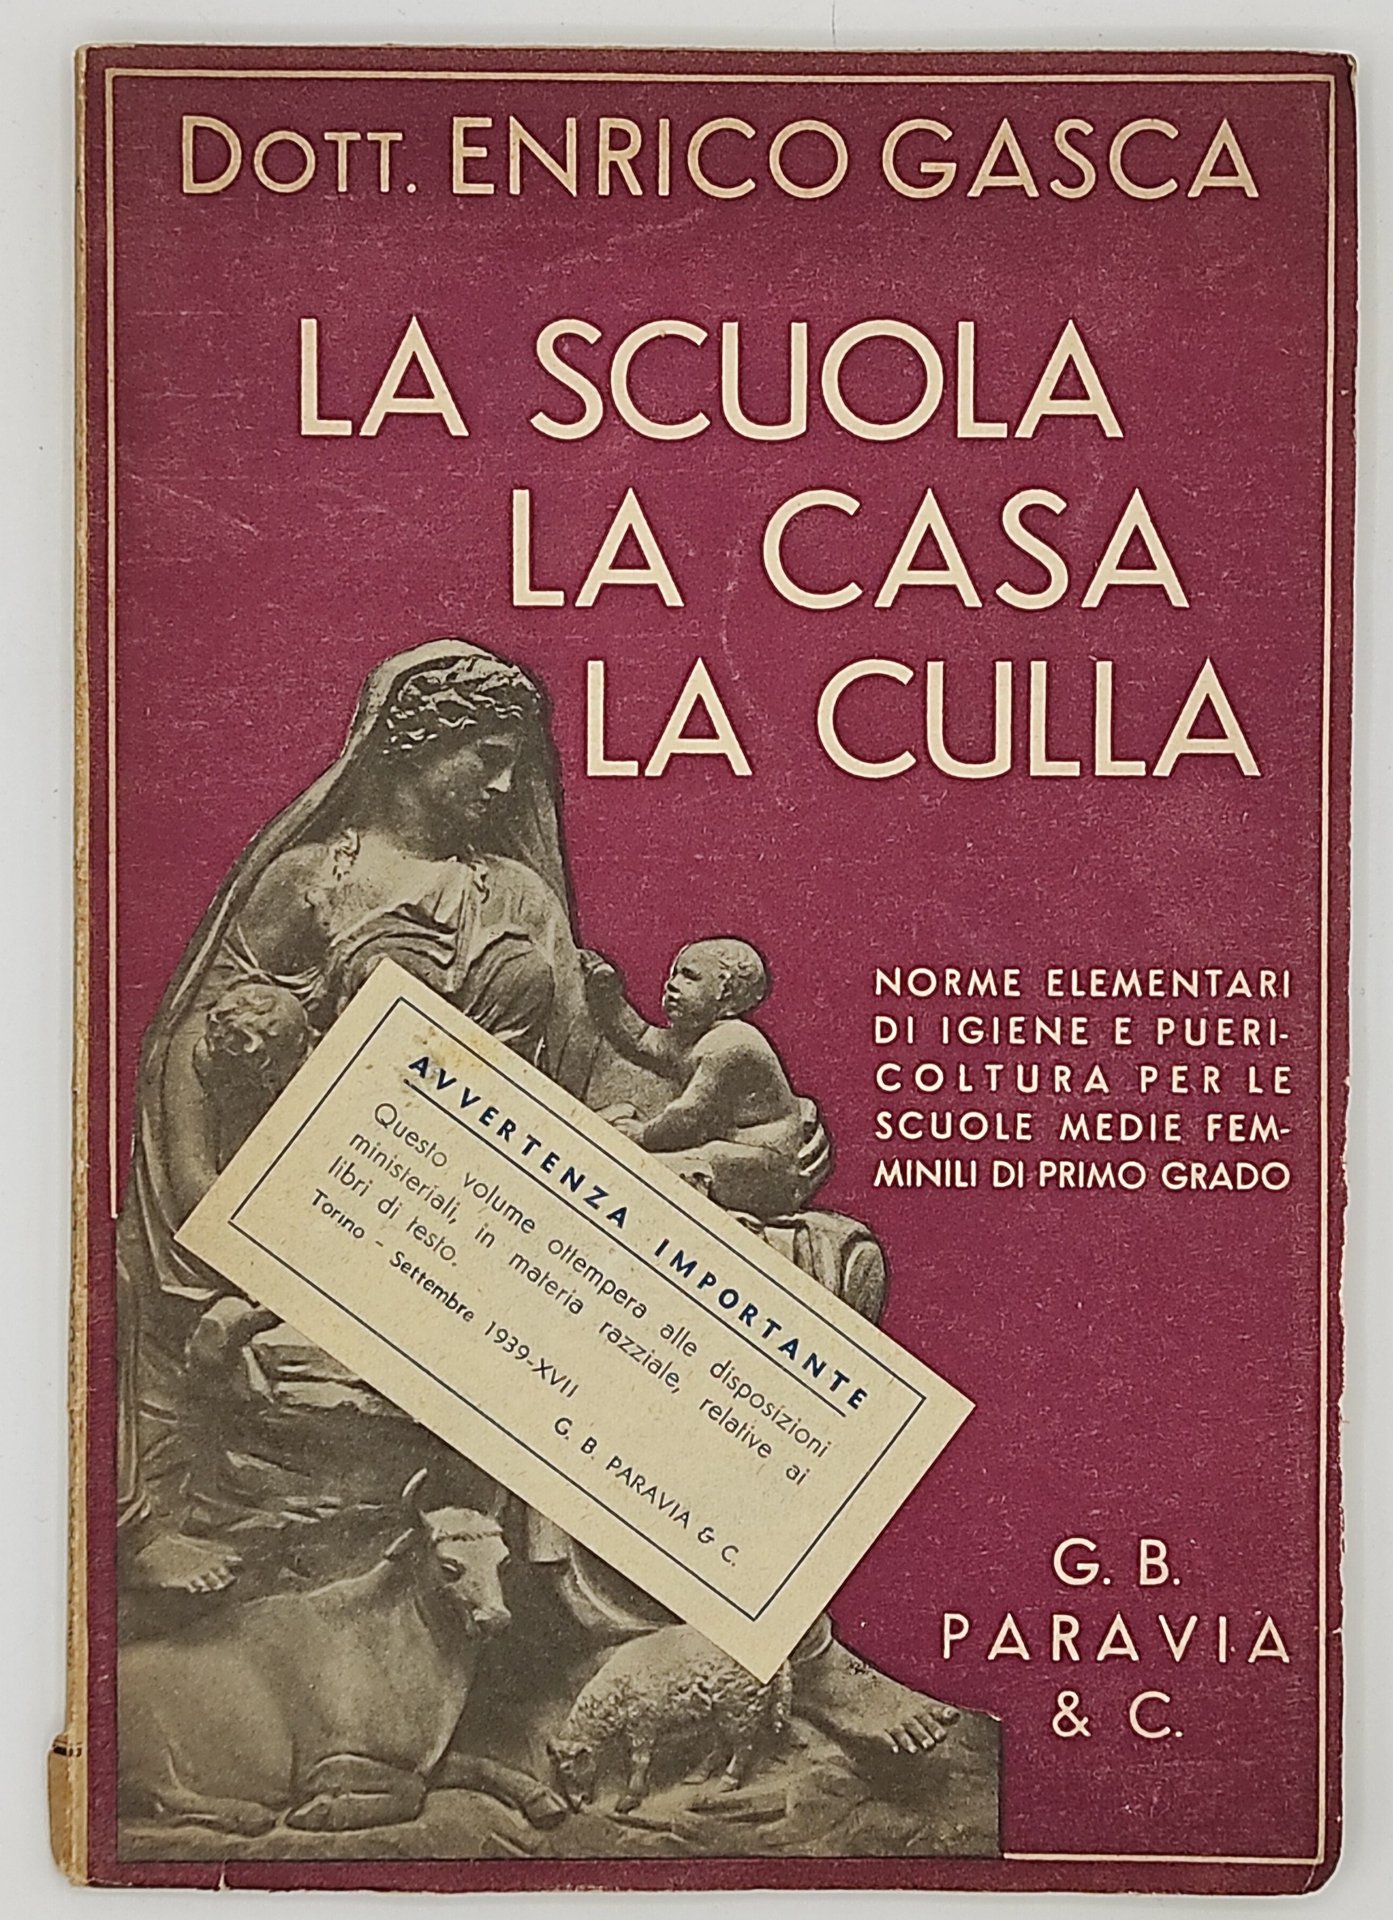 DOTT. ENRICO GASCA
LA SCUOLA
LA CASA
LA CULLA
NORME ELEMENTARI
DI IGIENE E PUERI-
COLTURA PER LE
SCUOLE MEDIE FEM-
MINILI DI PRIMO GRADO
AVVERTENZA IMPORTANTE
Questo volume ottempera alle disposizioni
ministeriali, in materia razziale, relative ai
libri di testo.
Torino - Settembre 1939-XVII
G. B. PARAVIA & C.
G. B.
PARAVIA
& C.